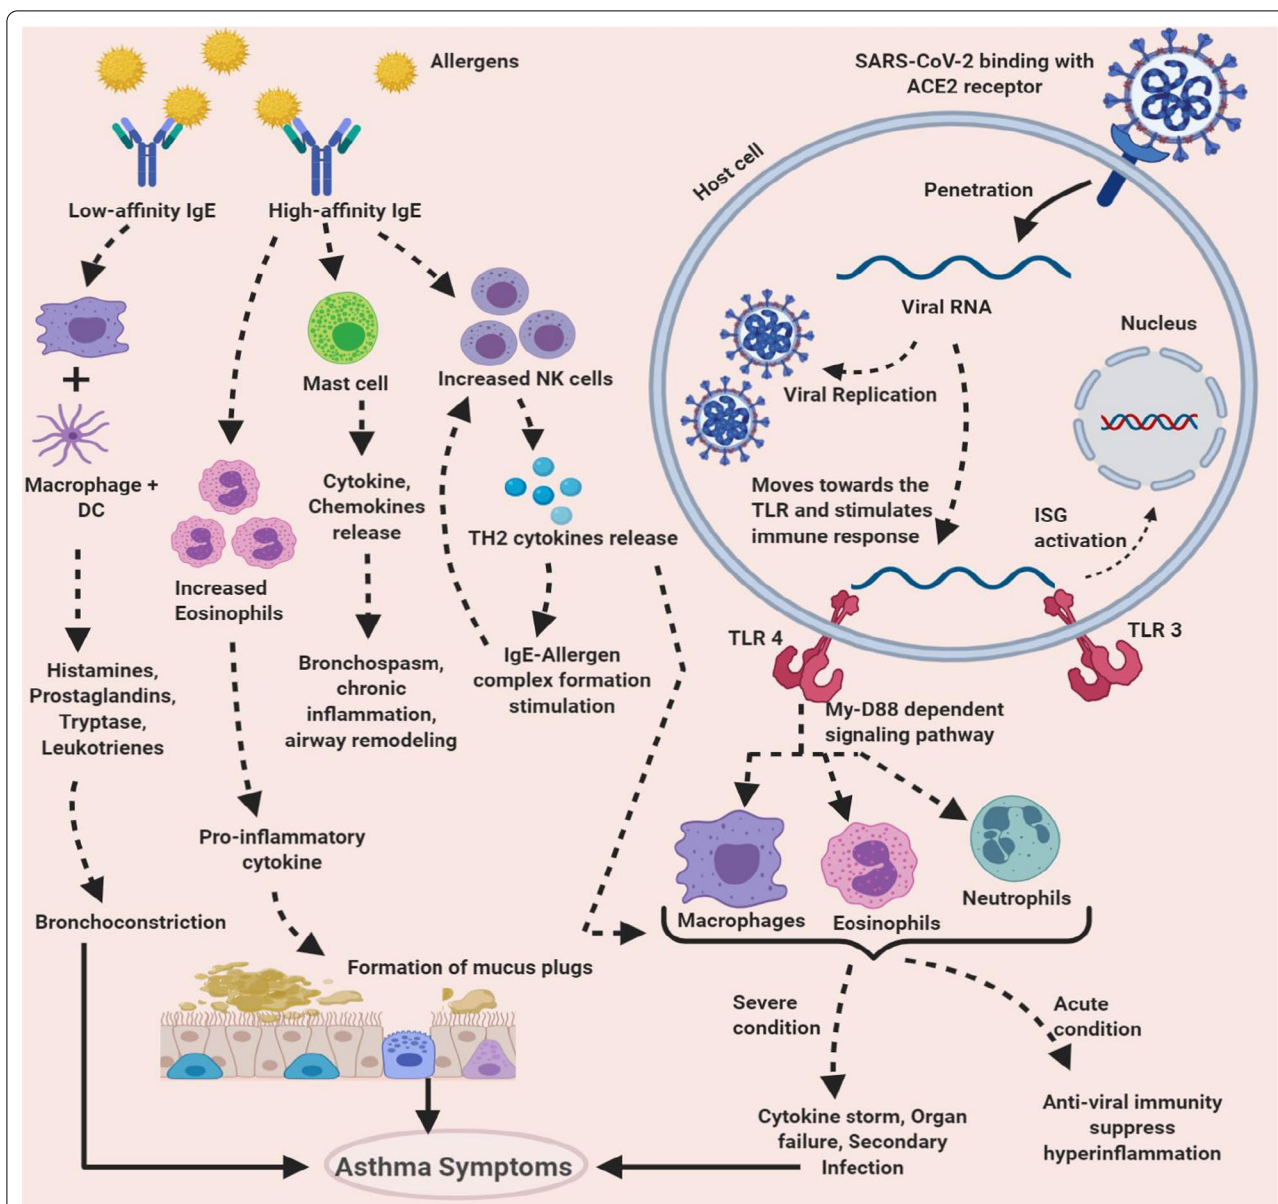 Allergens
Low-affinity IgE
High-affinity IgE
Macrophage +
DC
Histamines,
Prostaglandins,
Tryptase,
Leukotrienes
Bronchoconstriction
Increased
Eosinophils
Pro-inflammatory
cytokine
Formation of mucus plugs
Mast cell
Cytokine,
Chemokines
release
Bronchospasm,
chronic
inflammation,
airway remodeling
Increased NK cells
TH2 cytokines release
IgE-Allergen
complex formation
stimulation
SARS-CoV-2 binding with
ACE2 receptor
Host cell
Penetration
Viral RNA
Viral Replication
Nucleus
Moves towards the
TLR and stimulates
immune response
ISG
activation
TLR 4
TLR 3
My-D88 dependent
signaling pathway
Macrophages
Eosinophils
Neutrophils
Severe
condition
Acute
condition
Cytokine storm, Organ
failure, Secondary
Infection
Anti-viral immunity
suppress
hyperinflammation
Asthma Symptoms